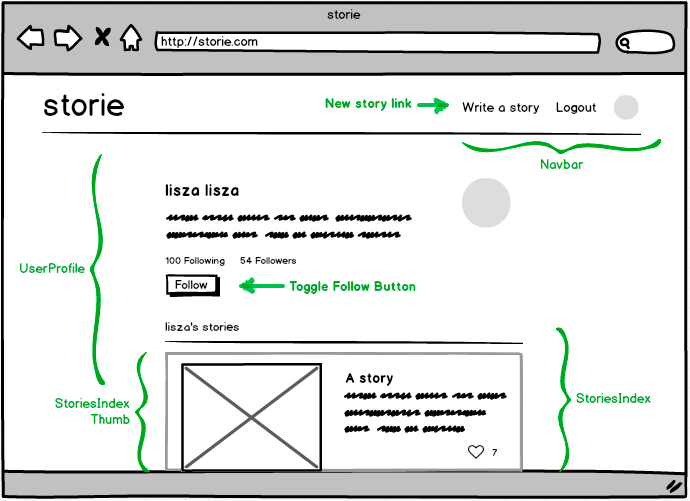 storie
http://storie.com
storie
New story link
Write a story
Logout
Navbar
lisza lisza
100 Following
54 Followers
UserProfile
Follow
Toggle Follow Button
lisza's stories
A story
StoriesIndex
Thumb
StoriesIndex
7